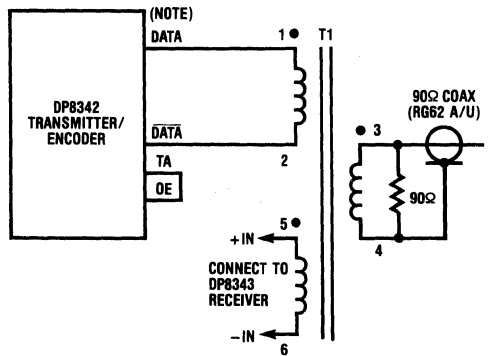 (NOTE)
DATA
1
T1
DP8342
TRANSMITTER/
ENCODER
90Ω COAX
(RG62 A/U)
D̅A̅T̅A̅
2
3
TA
OE
90Ω
4
5
+IN
CONNECT TO
DP8343
RECEIVER
−IN
6